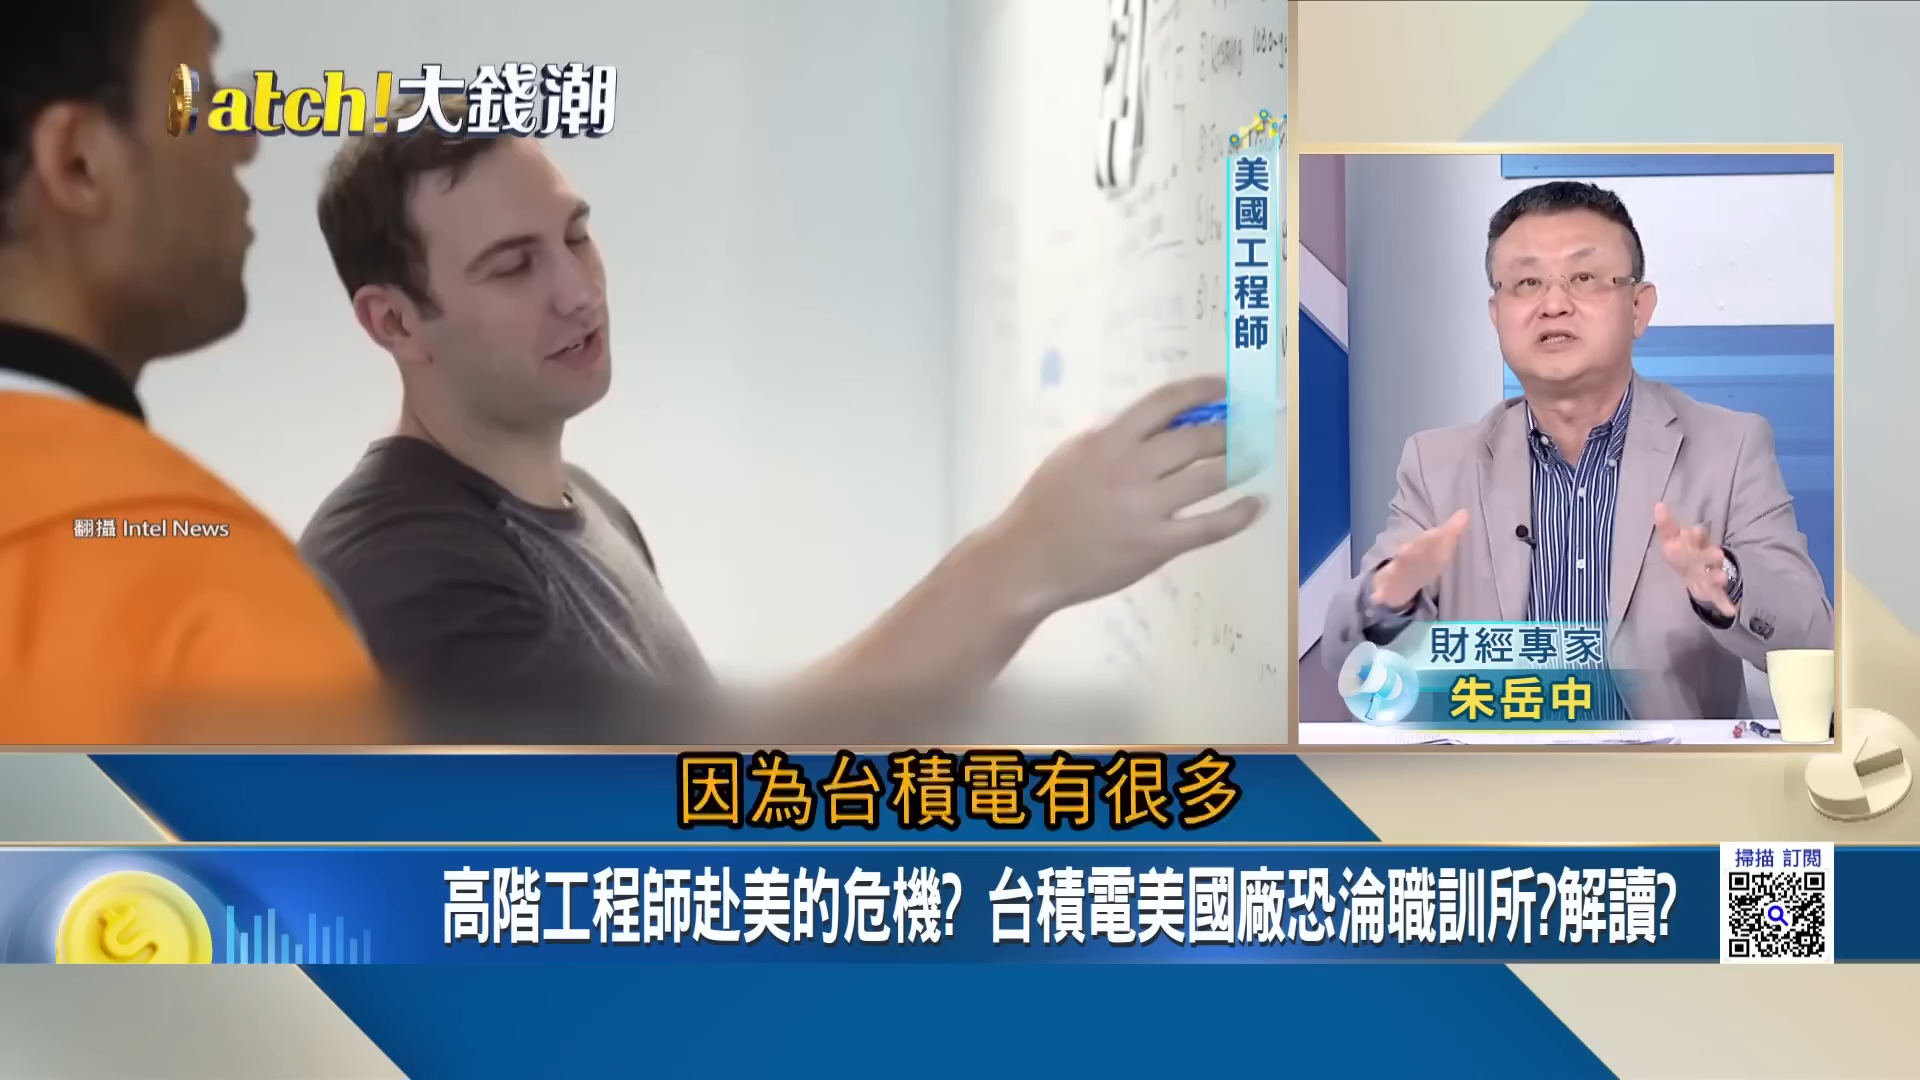 Catch!大錢潮
美國工程師
翻攝 Intel News
財經專家
朱岳中
因為台積電有很多
高階工程師赴美的危機? 台積電美國廠恐淪職訓所?解讀?
掃描 訂閱